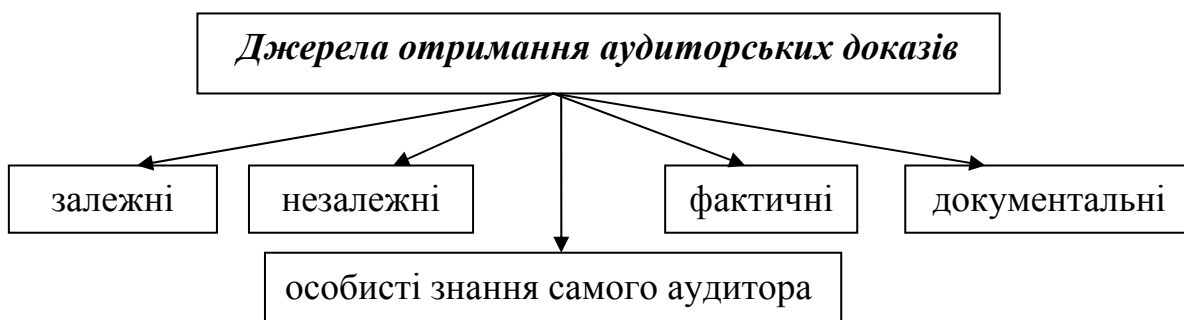 Джерела отримання аудиторських доказів
залежні
незалежні
фактичні
документальні
особисті знання самого аудитора